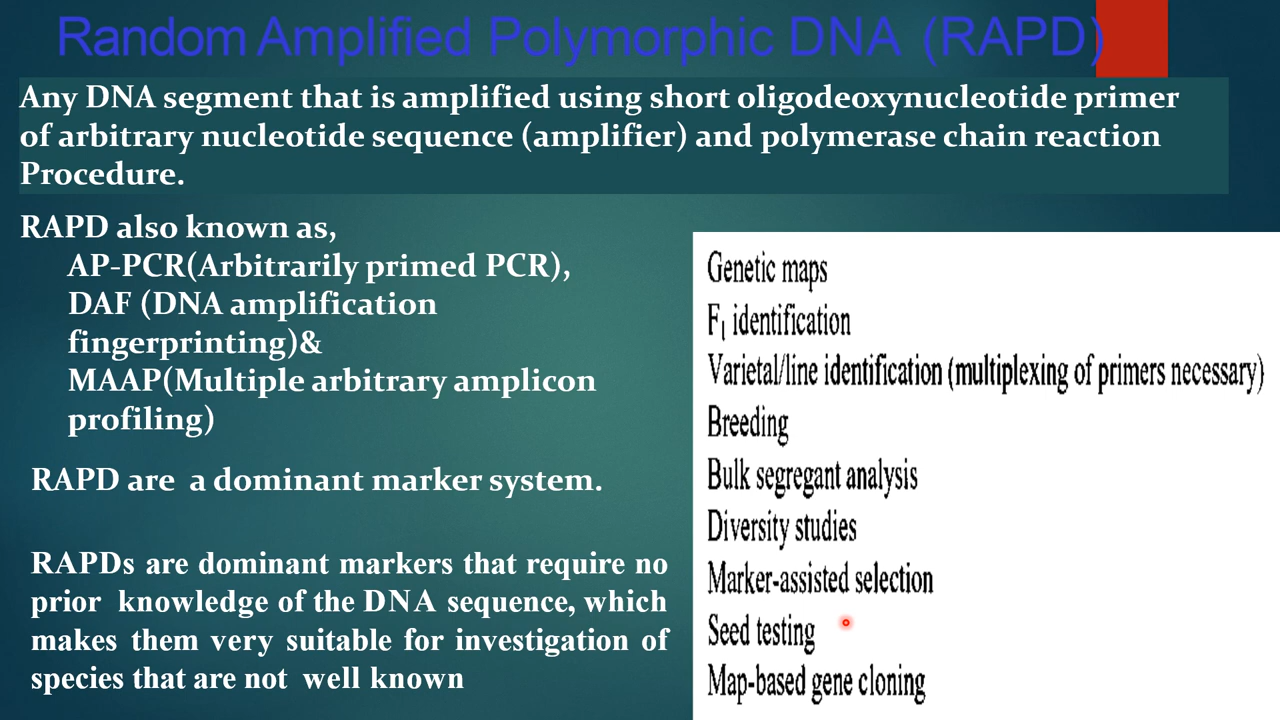 Random Amplified Polymorphic DNA (RAPD)
Any DNA segment that is amplified using short oligodeoxynucleotide primer
of arbitrary nucleotide sequence (amplifier) and polymerase chain reaction
Procedure.
RAPD also known as,
AP-PCR(Arbitrarily primed PCR),
DAF (DNA amplification
fingerprinting)&
MAAP(Multiple arbitrary amplicon
profiling)
RAPD are a dominant marker system.
RAPDs are dominant markers that require no
prior knowledge of the DNA sequence, which
makes them very suitable for investigation of
species that are not well known
Genetic maps
F₁ identification
Varietal/line identification (multiplexing of primers necessary)
Breeding
Bulk segregant analysis
Diversity studies
Marker-assisted selection
Seed testing
Map-based gene cloning